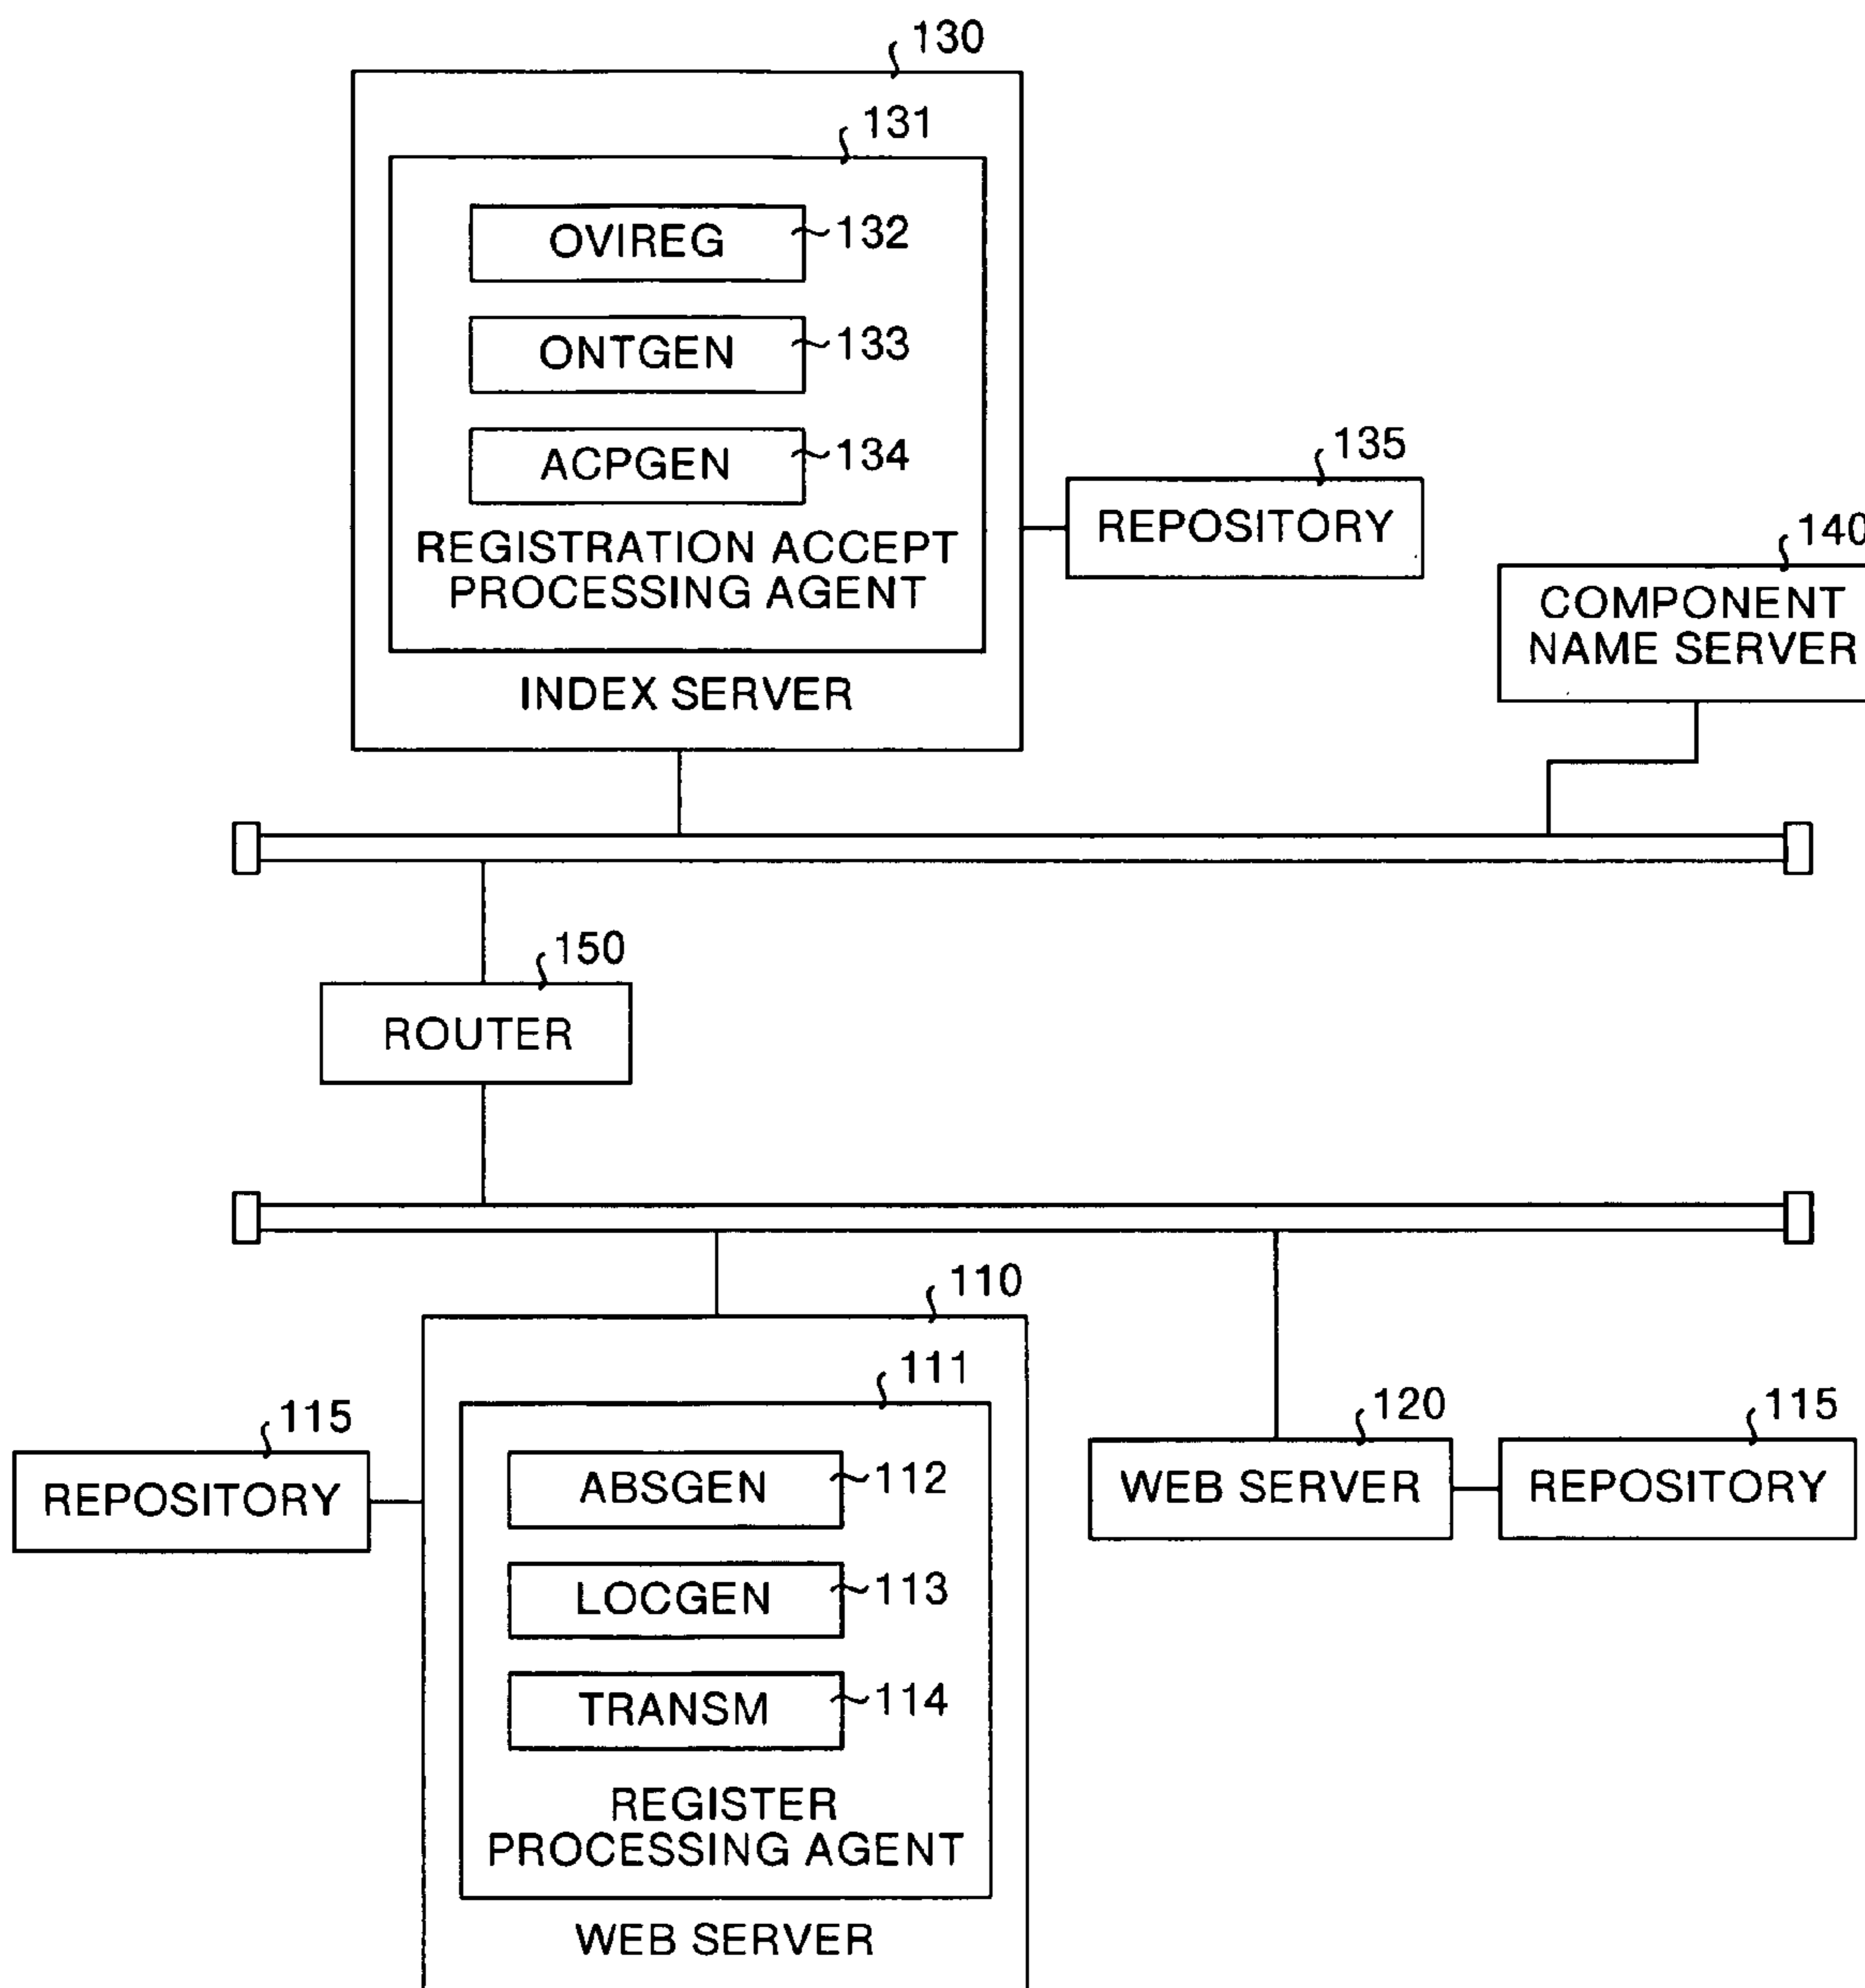 130
131
OVIREG
132
ONTGEN
133
ACPGEN
134
REGISTRATION ACCEPT
PROCESSING AGENT
INDEX SERVER
135
REPOSITORY
140
COMPONENT
NAME SERVER
150
ROUTER
110
111
115
REPOSITORY
ABSGEN
112
LOCGEN
113
TRANSM
114
REGISTER
PROCESSING AGENT
WEB SERVER
120
WEB SERVER
115
REPOSITORY